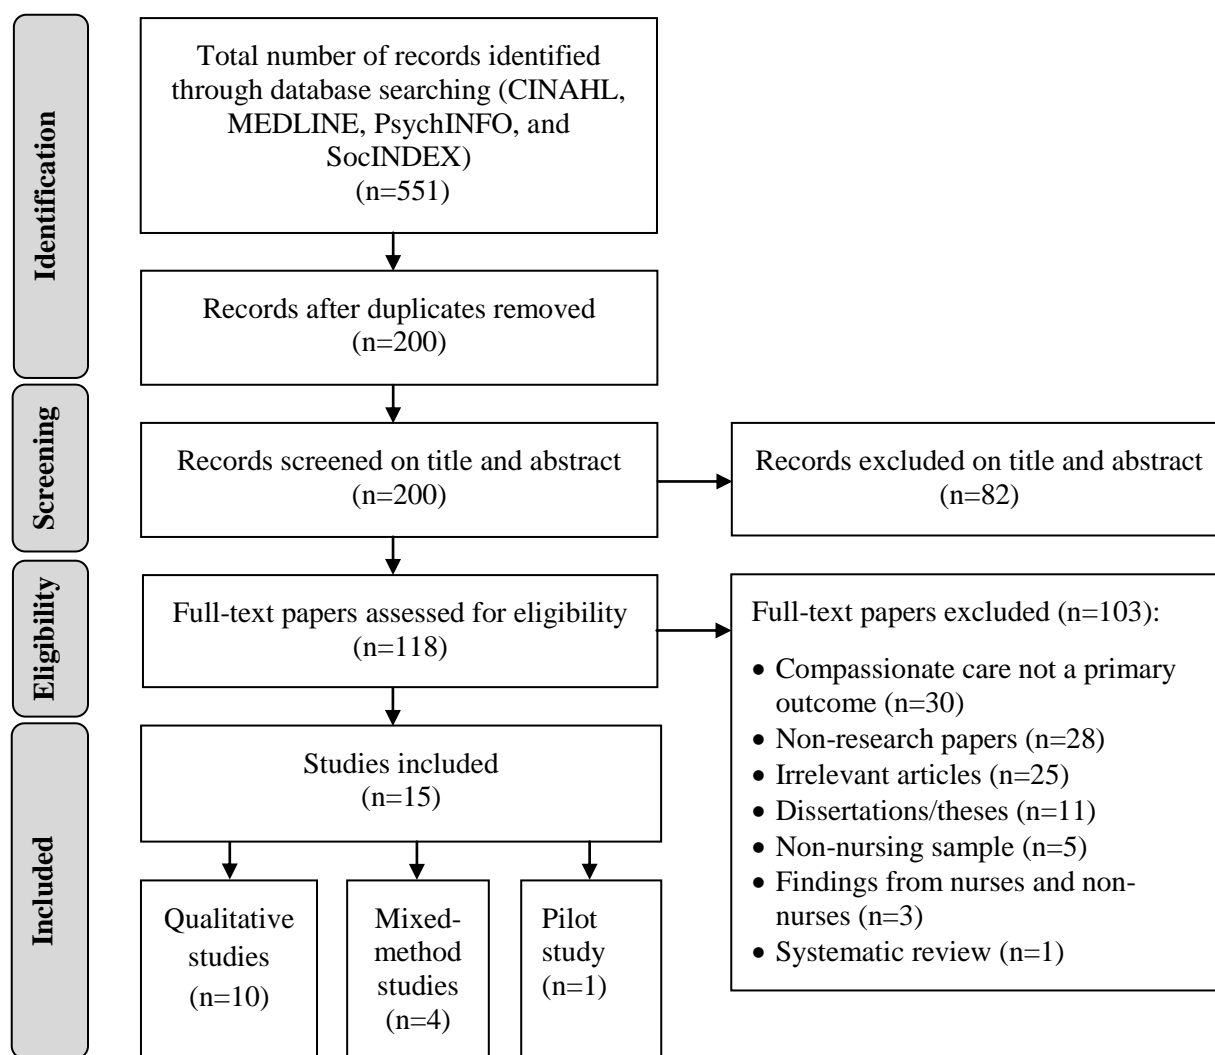 Identification
Total number of records identified
through database searching (CINAHL,
MEDLINE, PsychINFO, and
SocINDEX)
(n=551)
Records after duplicates removed
(n=200)
Screening
Records screened on title and abstract
(n=200)
Records excluded on title and abstract
(n=82)
Eligibility
Full-text papers assessed for eligibility
(n=118)
Full-text papers excluded (n=103):
• Compassionate care not a primary
outcome (n=30)
• Non-research papers (n=28)
• Irrelevant articles (n=25)
• Dissertations/theses (n=11)
• Non-nursing sample (n=5)
• Findings from nurses and non-
nurses (n=3)
• Systematic review (n=1)
Included
Studies included
(n=15)
Qualitative
studies
(n=10)
Mixed-
method
studies
(n=4)
Pilot
study
(n=1)